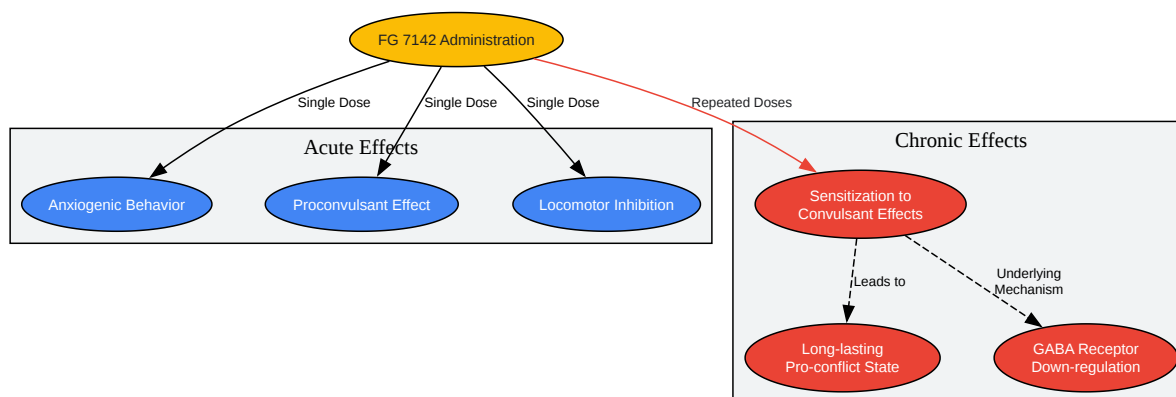 FG 7142 Administration
Single Dose
Single Dose
Single Dose
Repeated Doses
Acute Effects
Chronic Effects
Anxiogenic Behavior
Proconvulsant Effect
Locomotor Inhibition
Sensitization to
Convulsant Effects
Leads to
Underlying
Mechanism
Long-lasting
Pro-conflict State
GABA Receptor
Down-regulation